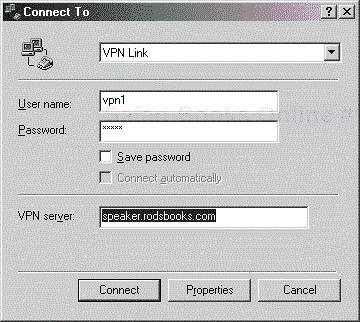 Connect To
VPN Link
User name: vpn1
Password: xxxxx
Save password
Connect automatically
VPN server: speaker.rodsbooks.com
Connect Properties Cancel